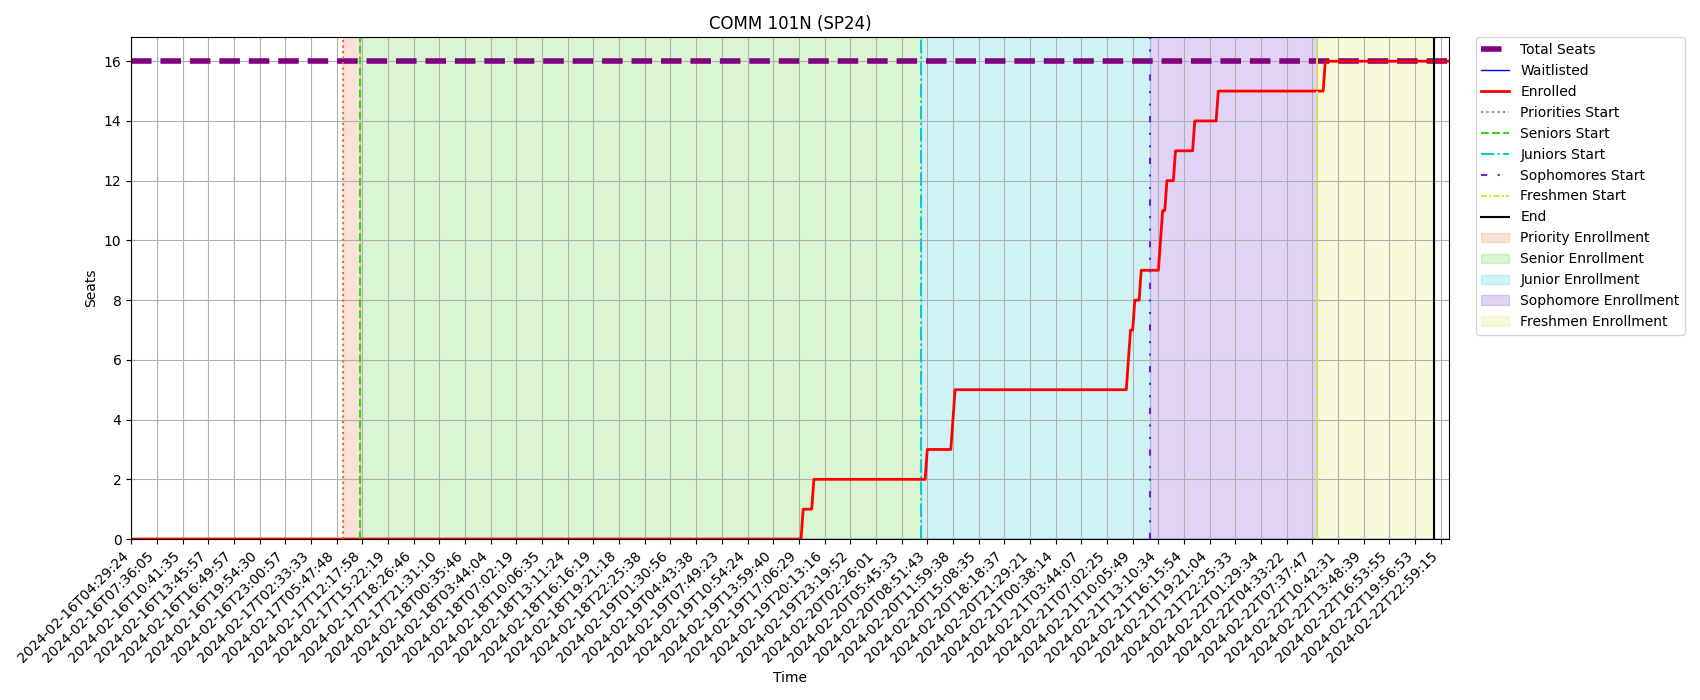 COMM 101N (SP24)
Seats
16
14
12
10
8
6
4
2
0
2024-02-16T04:29:24
2024-02-16T07:36:05
2024-02-16T10:41:35
2024-02-16T13:45:57
2024-02-16T16:49:57
2024-02-16T19:54:30
2024-02-16T23:00:57
2024-02-17T02:33:33
2024-02-17T05:47:48
2024-02-17T12:17:58
2024-02-17T15:22:19
2024-02-17T18:26:46
2024-02-17T21:31:10
2024-02-18T00:35:46
2024-02-18T03:44:04
2024-02-18T07:02:19
2024-02-18T10:06:35
2024-02-18T13:11:24
2024-02-18T16:16:19
2024-02-18T19:21:18
2024-02-18T22:25:38
2024-02-19T01:30:56
2024-02-19T04:43:38
2024-02-19T07:49:23
2024-02-19T10:54:24
2024-02-19T13:59:40
2024-02-19T17:06:29
2024-02-19T20:13:16
2024-02-19T23:19:52
2024-02-20T02:26:01
2024-02-20T05:45:33
2024-02-20T08:51:43
2024-02-20T11:59:38
2024-02-20T15:08:35
2024-02-20T18:18:37
2024-02-20T21:29:21
2024-02-21T00:38:14
2024-02-21T03:44:07
2024-02-21T07:02:25
2024-02-21T10:05:49
2024-02-21T13:10:34
2024-02-21T16:15:54
2024-02-21T19:21:04
2024-02-21T22:25:33
2024-02-22T01:29:34
2024-02-22T04:33:22
2024-02-22T07:37:47
2024-02-22T10:42:31
2024-02-22T13:48:39
2024-02-22T16:53:55
2024-02-22T19:56:53
2024-02-22T22:59:15
Time
Total Seats
Waitlisted
Enrolled
Priorities Start
Seniors Start
Juniors Start
Sophomores Start
Freshmen Start
End
Priority Enrollment
Senior Enrollment
Junior Enrollment
Sophomore Enrollment
Freshmen Enrollment